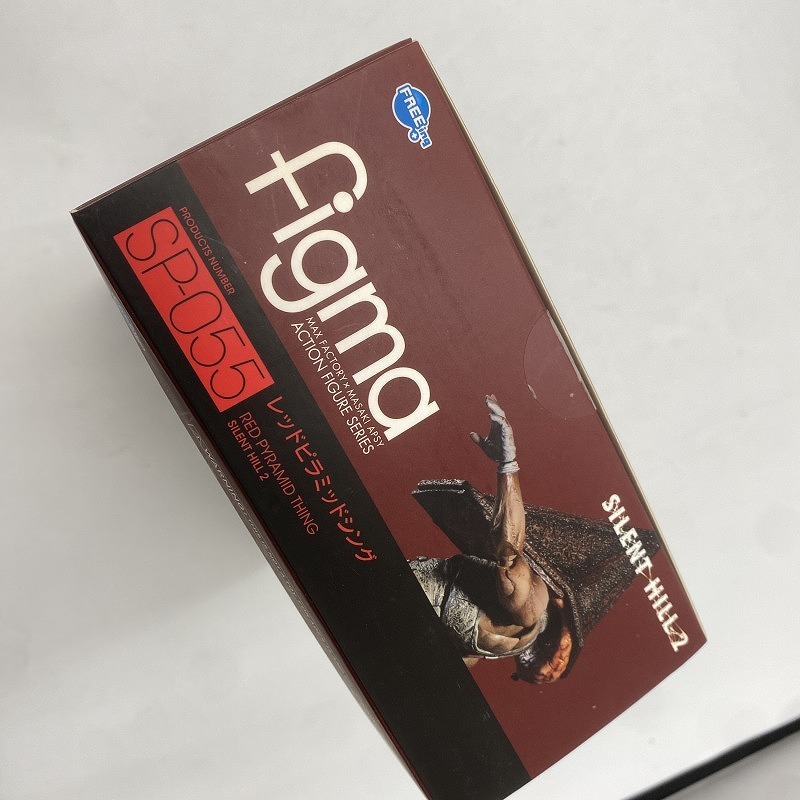 FREEing
figma
MAX FACTORY × MASAKI APSY
ACTION FIGURE SERIES
PRODUCTS NUMBER
SP-055
レッドピラミッドシング
RED PYRAMID THING
SILENT HILL 2
SILENT HILL 2
WARNING